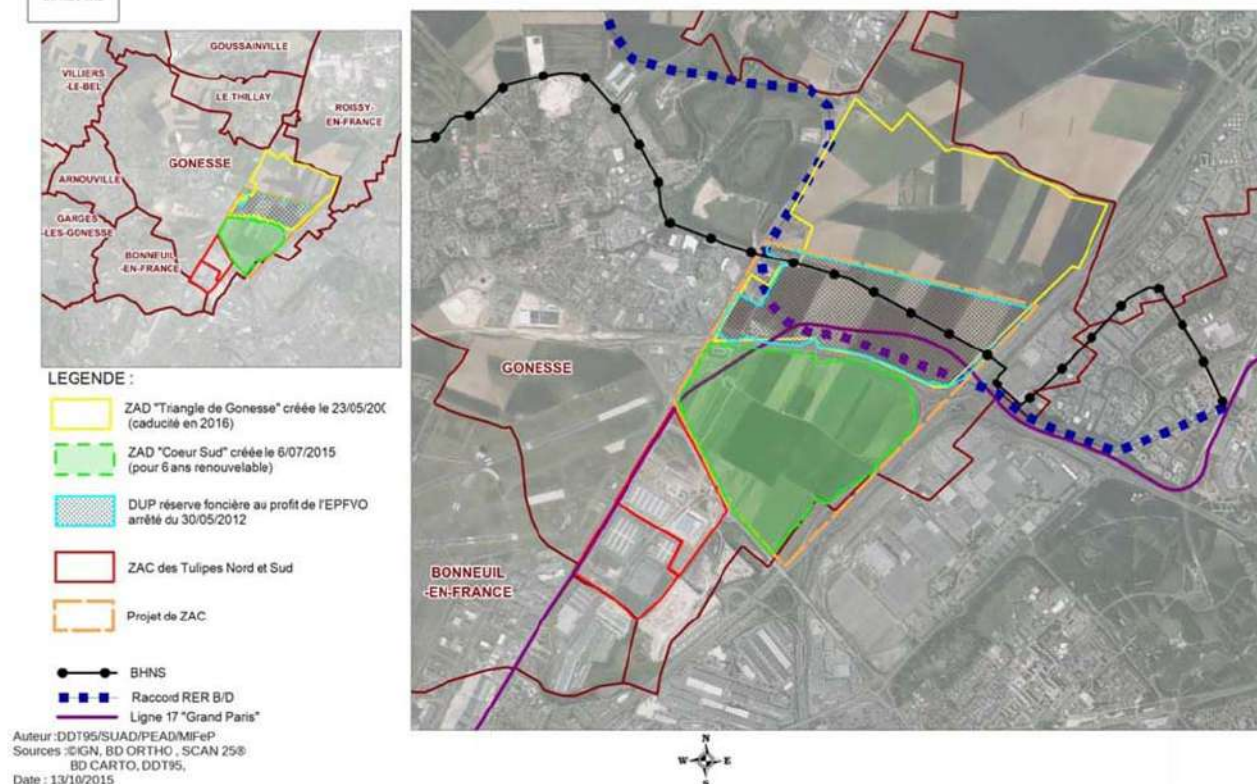 GOUSSAINVILLE
VILLIERS
-LE-BEL
LE THILLAY
ROISSY-
EN-FRANCE
GONESSE
ARNOUVILLE
GARGES
-LES-GONESSE
BONNEUIL
-EN-FRANCE
LEGENDE :
ZAD "Triangle de Gonesse" créée le 23/05/200
(caducité en 2016)
ZAD "Coeur Sud" créée le 6/07/2015
(pour 6 ans renouvelable)
DUP réserve foncière au profit de l'EPFVO
arrêté du 30/05/2012
ZAC des Tulipes Nord et Sud
Projet de ZAC
BHNS
Raccord RER B/D
Ligne 17 "Grand Paris"
Auteur :DDT95/SUAD/PEAD/MIFeP
Sources :©IGN, BD ORTHO , SCAN 25®
BD CARTO, DDT95,
Date : 13/10/2015
GONESSE
BONNEUIL
-EN-FRANCE
N
W E
S